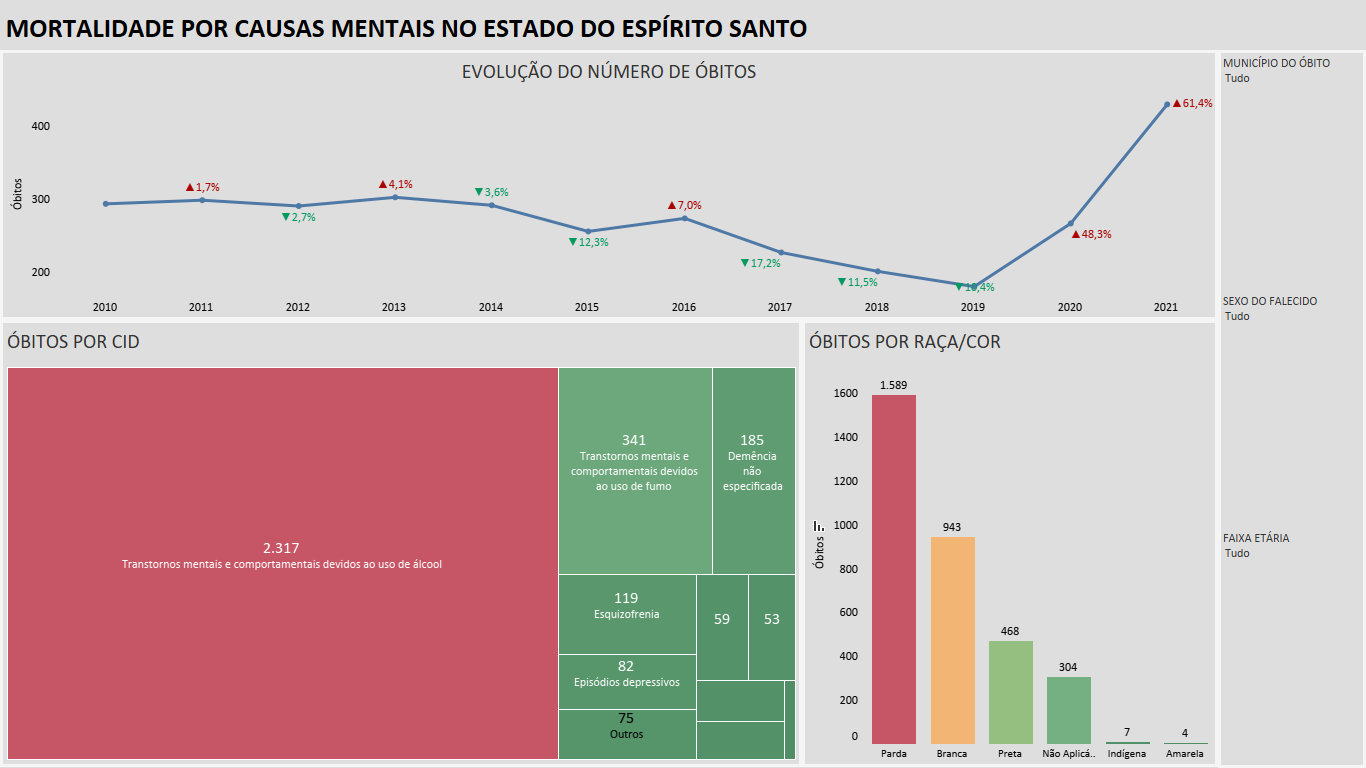 MORTALIDADE POR CAUSAS MENTAIS NO ESTADO DO ESPÍRITO SANTO
EVOLUÇÃO DO NÚMERO DE ÓBITOS
Óbitos
400
300
200
▲1,7%
▼2,7%
▲4,1%
▼3,6%
▼12,3%
▲7,0%
▼17,2%
▼11,5%
▲48,3%
▲61,4%
2010
2011
2012
2013
2014
2015
2016
2017
2018
2019
2020
2021
MUNICÍPIO DO ÓBITO
Tudo
SEXO DO FALECIDO
Tudo
FAIXA ETÁRIA
Tudo
ÓBITOS POR CID
2.317
Transtornos mentais e comportamentais devidos ao uso de álcool
341
Transtornos mentais e
comportamentais devidos
ao uso de fumo
185
Demência
não
especificada
119
Esquizofrenia
82
Episódios depressivos
75
Outros
59
53
ÓBITOS POR RAÇA/COR
Óbitos
1600
1400
1200
1000
800
600
400
200
0
1.589
943
468
304
7
4
Parda
Branca
Preta
Não Aplicá..
Indígena
Amarela